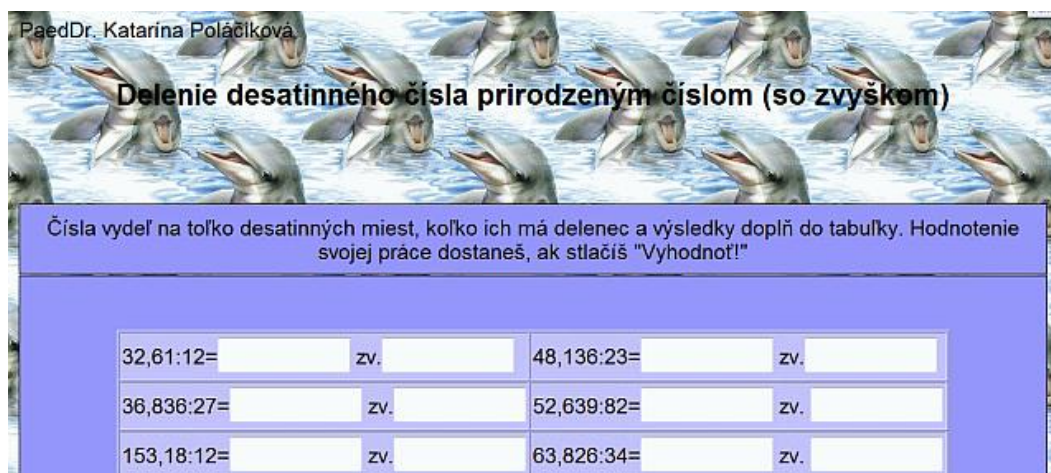 PaedDr. Katarína Poláčiková
Delenie desatinného čísla prirodzeným číslom (so zvyškom)
Čísla vydeľ na toľko desatinných miest, koľko ich má delenec a výsledky doplň do tabuľky. Hodnotenie
svojej práce dostaneš, ak stlačíš "Vyhodnoť!"
32,61:12= zv. 48,136:23= zv.
36,836:27= zv. 52,639:82= zv.
153,18:12= zv. 63,826:34= zv.